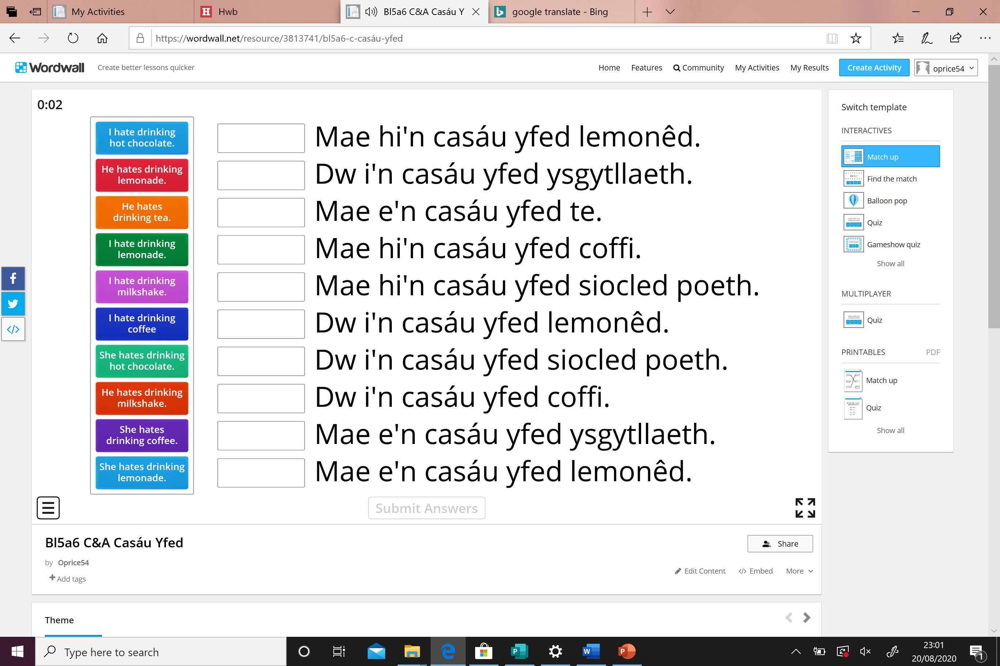 My Activities
Hwb
Bl5a6 C&A Casáu Y
google translate - Bing
https://wordwall.net/resource/3813741/bl5a6-c-casáu-yfed
Wordwall
Create better lessons quicker
Home
Features
Community
My Activities
My Results
Create Activity
oprice54
0:02
I hate drinking
hot chocolate.
He hates drinking
lemonade.
He hates
drinking tea.
I hate drinking
lemonade.
I hate drinking
milkshake.
I hate drinking
coffee
She hates drinking
hot chocolate.
He hates drinking
milkshake.
She hates
drinking coffee.
She hates drinking
lemonade.
Mae hi'n casáu yfed lemonêd.
Dw i'n casáu yfed ysgytllaeth.
Mae e'n casáu yfed te.
Mae hi'n casáu yfed coffi.
Mae hi'n casáu yfed siocled poeth.
Dw i'n casáu yfed lemonêd.
Dw i'n casáu yfed siocled poeth.
Dw i'n casáu yfed coffi.
Mae e'n casáu yfed ysgytllaeth.
Mae e'n casáu yfed lemonêd.
Submit Answers
Switch template
INTERACTIVES
Match up
Find the match
Balloon pop
Quiz
Gameshow quiz
Show all
MULTIPLAYER
Quiz
PRINTABLES PDF
Match up
Quiz
Show all
Bl5a6 C&A Casáu Yfed
by Oprice54
+ Add tags
Share
Edit Content
</> Embed
More
Theme
Type here to search
23:01
20/08/2020
1